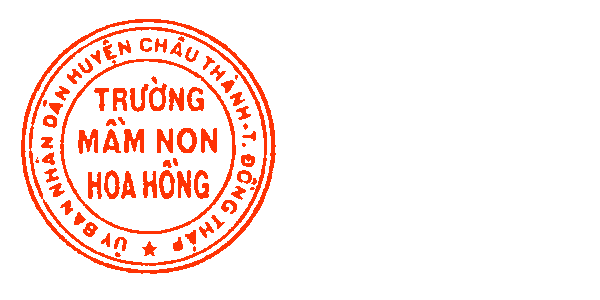 ỦY BAN NHÂN DÂN HUYỆN CHÂU THÀNH-T. ĐỒNG THÁP
TRƯỜNG
MẦM NON
HOA HỒNG